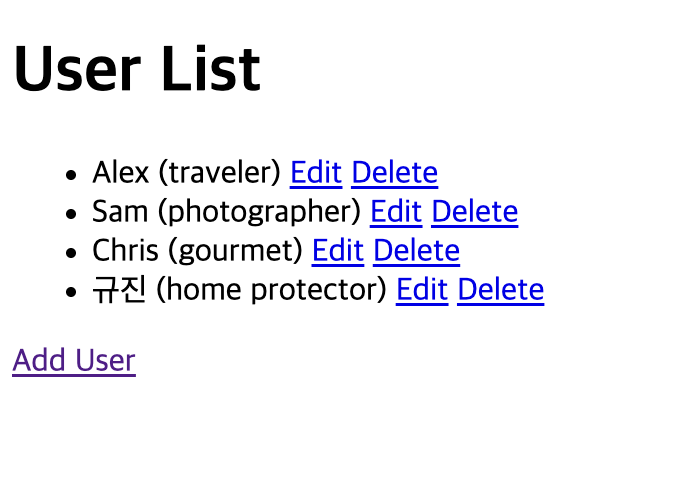 User List
Alex (traveler) Edit Delete
Sam (photographer) Edit Delete
Chris (gourmet) Edit Delete
규진 (home protector) Edit Delete
Add User